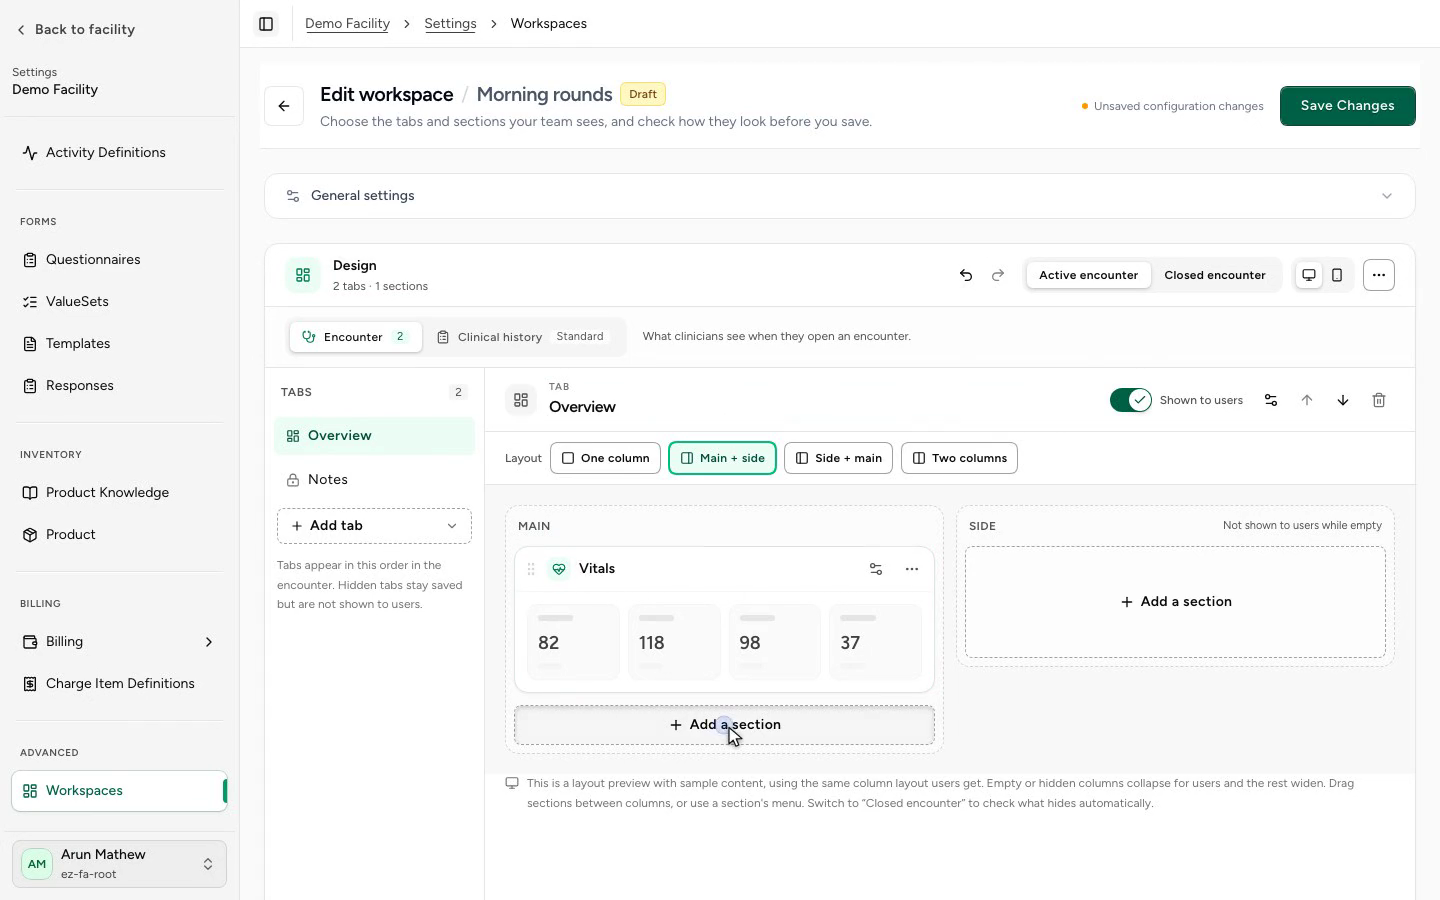 Back to facility
Settings
Demo Facility
Activity Definitions
FORMS
Questionnaires
ValueSets
Templates
Responses
INVENTORY
Product Knowledge
Product
BILLING
Billing
Charge Item Definitions
ADVANCED
Workspaces
AM
Arun Mathew
ez-fa-root
Demo Facility > Settings > Workspaces
Edit workspace / Morning rounds Draft
Choose the tabs and sections your team sees, and check how they look before you save.
Unsaved configuration changes
Save Changes
General settings
Design
2 tabs · 1 sections
Active encounter
Closed encounter
Encounter 2
Clinical history Standard
What clinicians see when they open an encounter.
TABS 2
Overview
Notes
+ Add tab
Tabs appear in this order in the
encounter. Hidden tabs stay saved
but are not shown to users.
TAB
Overview
Shown to users
Layout
One column
Main + side
Side + main
Two columns
MAIN
Vitals
82
118
98
37
+ Add a section
SIDE
Not shown to users while empty
+ Add a section
This is a layout preview with sample content, using the same column layout users get. Empty or hidden columns collapse for users and the rest widen. Drag
sections between columns, or use a section's menu. Switch to “Closed encounter” to check what hides automatically.